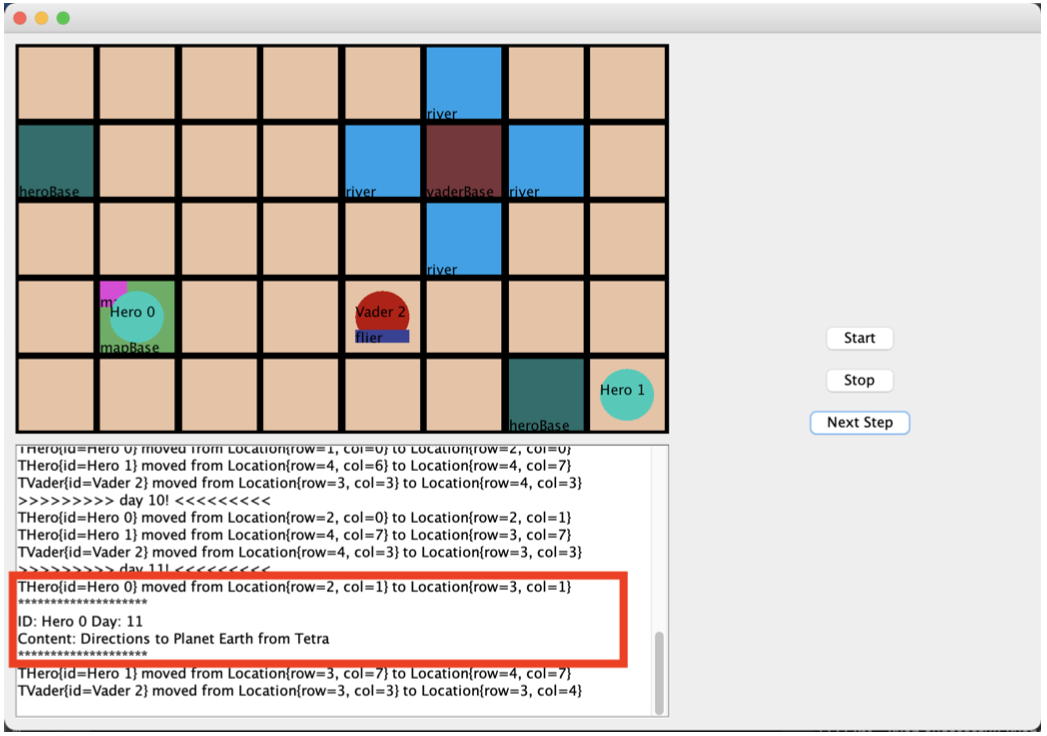 river
heroBase
river
vaderBase
river
river
m
Hero 0
mapBase
Vader 2
flier
heroBase
Hero 1
Start
Stop
Next Step
THero{id=Hero 0} moved from Location{row=1, col=0} to Location{row=2, col=0}
THero{id=Hero 1} moved from Location{row=4, col=6} to Location{row=4, col=7}
TVader{id=Vader 2} moved from Location{row=3, col=3} to Location{row=4, col=3}
>>>>>>>>> day 10! <<<<<<<<<
THero{id=Hero 0} moved from Location{row=2, col=0} to Location{row=2, col=1}
THero{id=Hero 1} moved from Location{row=4, col=7} to Location{row=3, col=7}
TVader{id=Vader 2} moved from Location{row=4, col=3} to Location{row=3, col=3}
>>>>>>>>> day 11! <<<<<<<<<
THero{id=Hero 0} moved from Location{row=2, col=1} to Location{row=3, col=1}
********************
ID: Hero 0 Day: 11
Content: Directions to Planet Earth from Tetra
********************
THero{id=Hero 1} moved from Location{row=3, col=7} to Location{row=4, col=7}
TVader{id=Vader 2} moved from Location{row=3, col=3} to Location{row=3, col=4}